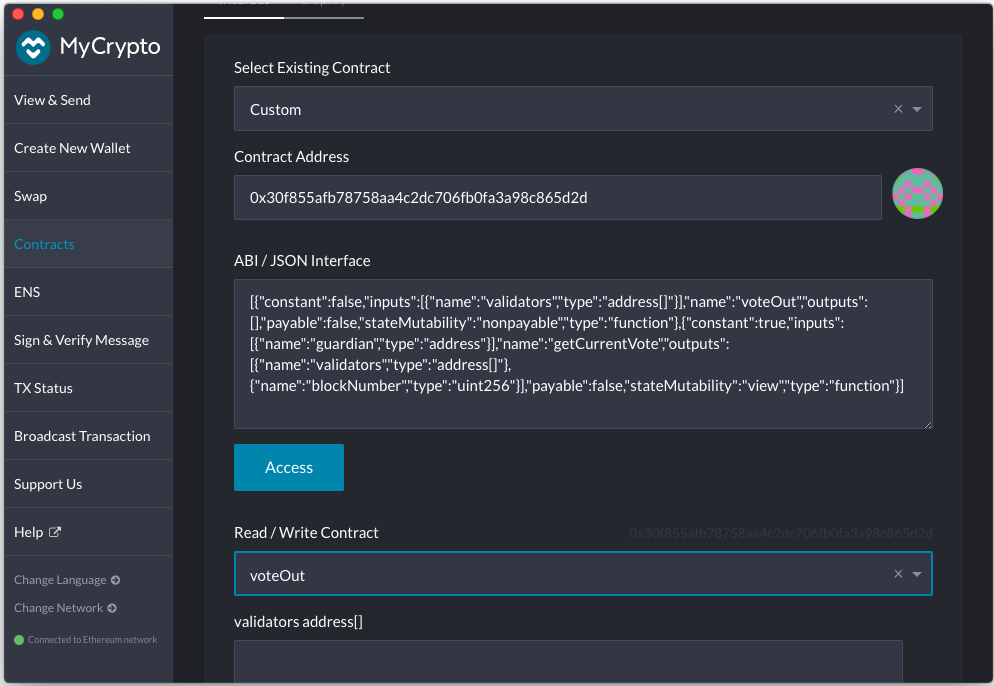 MyCrypto
View & Send
Create New Wallet
Swap
Contracts
ENS
Sign & Verify Message
TX Status
Broadcast Transaction
Support Us
Help
Change Language
Change Network
Connected to Ethereum network
Select Existing Contract
Custom
Contract Address
0x30f855afb78758aa4c2dc706fb0fa3a98c865d2d
ABI / JSON Interface
[{"constant":false,"inputs":[{"name":"validators","type":"address[]"}],"name":"voteOut","outputs":
[],"payable":false,"stateMutability":"nonpayable","type":"function"},{"constant":true,"inputs":
[{"name":"guardian","type":"address"}],"name":"getCurrentVote","outputs":
[{"name":"validators","type":"address[]"},
{"name":"blockNumber","type":"uint256"}],"payable":false,"stateMutability":"view","type":"function"}]
Access
Read / Write Contract
0x30f855afb78758aa4c2dc706fb0fa3a98c865d2d
voteOut
validators address[]